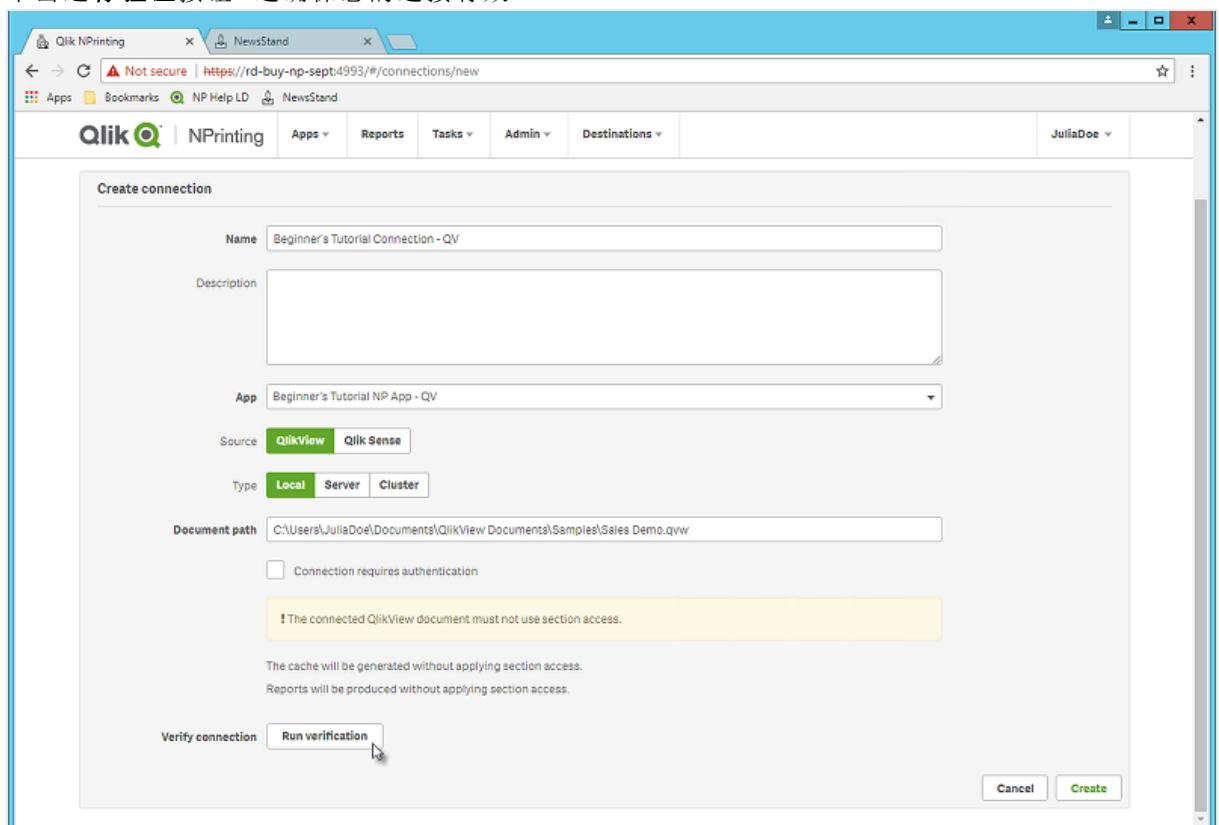 Qlik NPrinting
NewsStand
Not secure | https://rd-buy-np-sept:4993/#/connections/new
Apps
Bookmarks
NP Help LD
NewsStand
Qlik
NPrinting
Apps
Reports
Tasks
Admin
Destinations
JuliaDoe
Create connection
Name
Beginner's Tutorial Connection - QV
Description
App
Beginner's Tutorial NP App - QV
Source
QlikView
Qlik Sense
Type
Local
Server
Cluster
Document path
C:\Users\JuliaDoe\Documents\QlikView Documents\Samples\Sales Demo.qvw
Connection requires authentication
! The connected QlikView document must not use section access.
The cache will be generated without applying section access.
Reports will be produced without applying section access.
Verify connection
Run verification
Cancel
Create